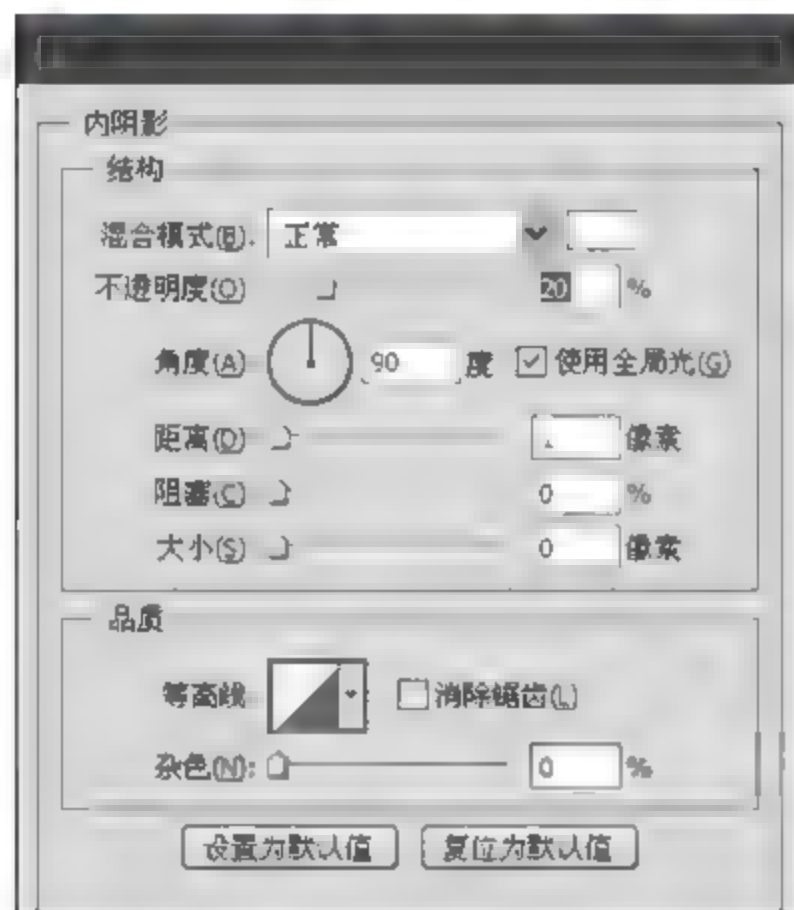 内阴影
结构
混合模式(B): 正常
不透明度(O) 20 %
角度(A) 90 度 使用全局光(G)
距离(D) 像素
阻塞(C) 0 %
大小(S) 0 像素
品质
等高线 消除锯齿(L)
杂色(N): 0 %
设置为默认值 复位为默认值